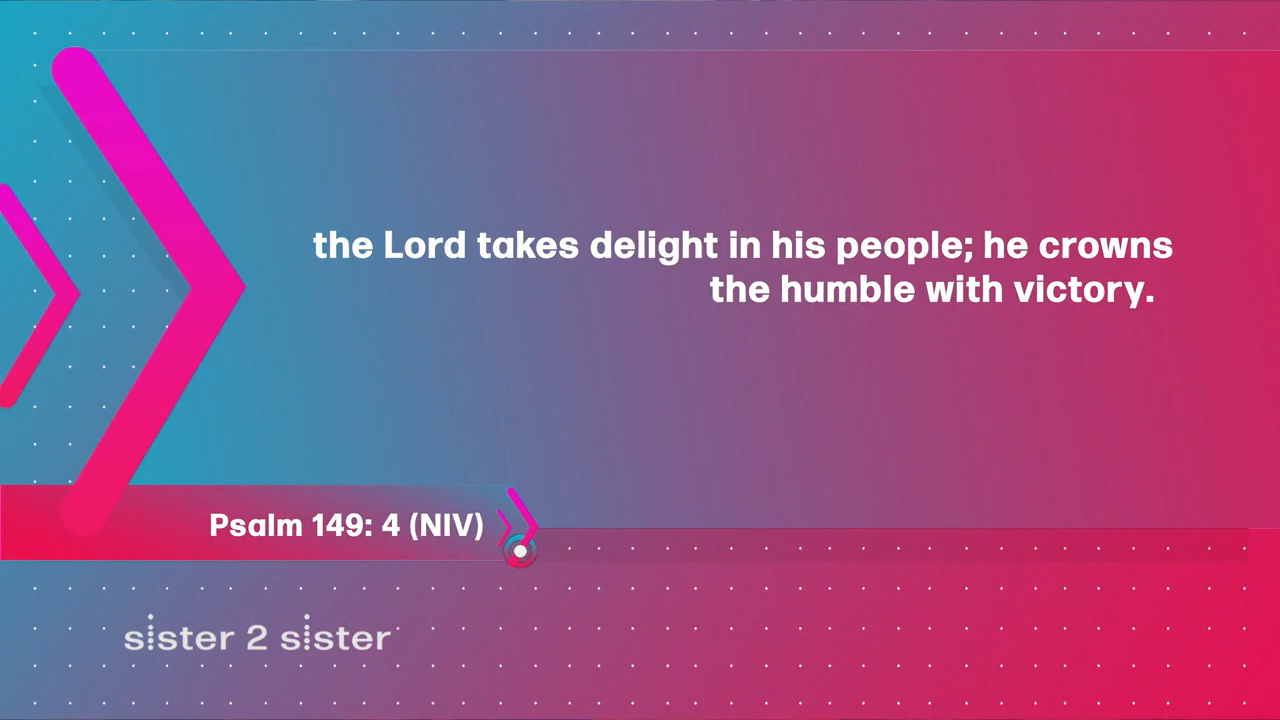 the Lord takes delight in his people; he crowns
the humble with victory.
Psalm 149: 4 (NIV)
sister 2 sister